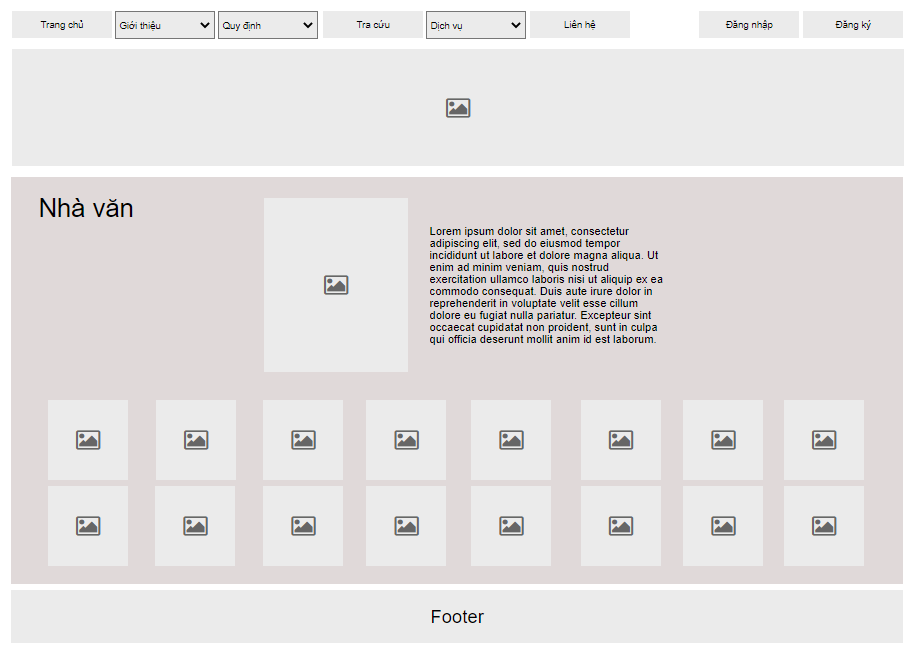 Trang chủ
Giới thiệu
Quy định
Tra cứu
Dịch vụ
Liên hệ
Đăng nhập
Đăng ký
Nhà văn
Lorem ipsum dolor sit amet, consectetur
adipiscing elit, sed do eiusmod tempor
incididunt ut labore et dolore magna aliqua. Ut
enim ad minim veniam, quis nostrud
exercitation ullamco laboris nisi ut aliquip ex ea
commodo consequat. Duis aute irure dolor in
reprehenderit in voluptate velit esse cillum
dolore eu fugiat nulla pariatur. Excepteur sint
occaecat cupidatat non proident, sunt in culpa
qui officia deserunt mollit anim id est laborum.
Footer